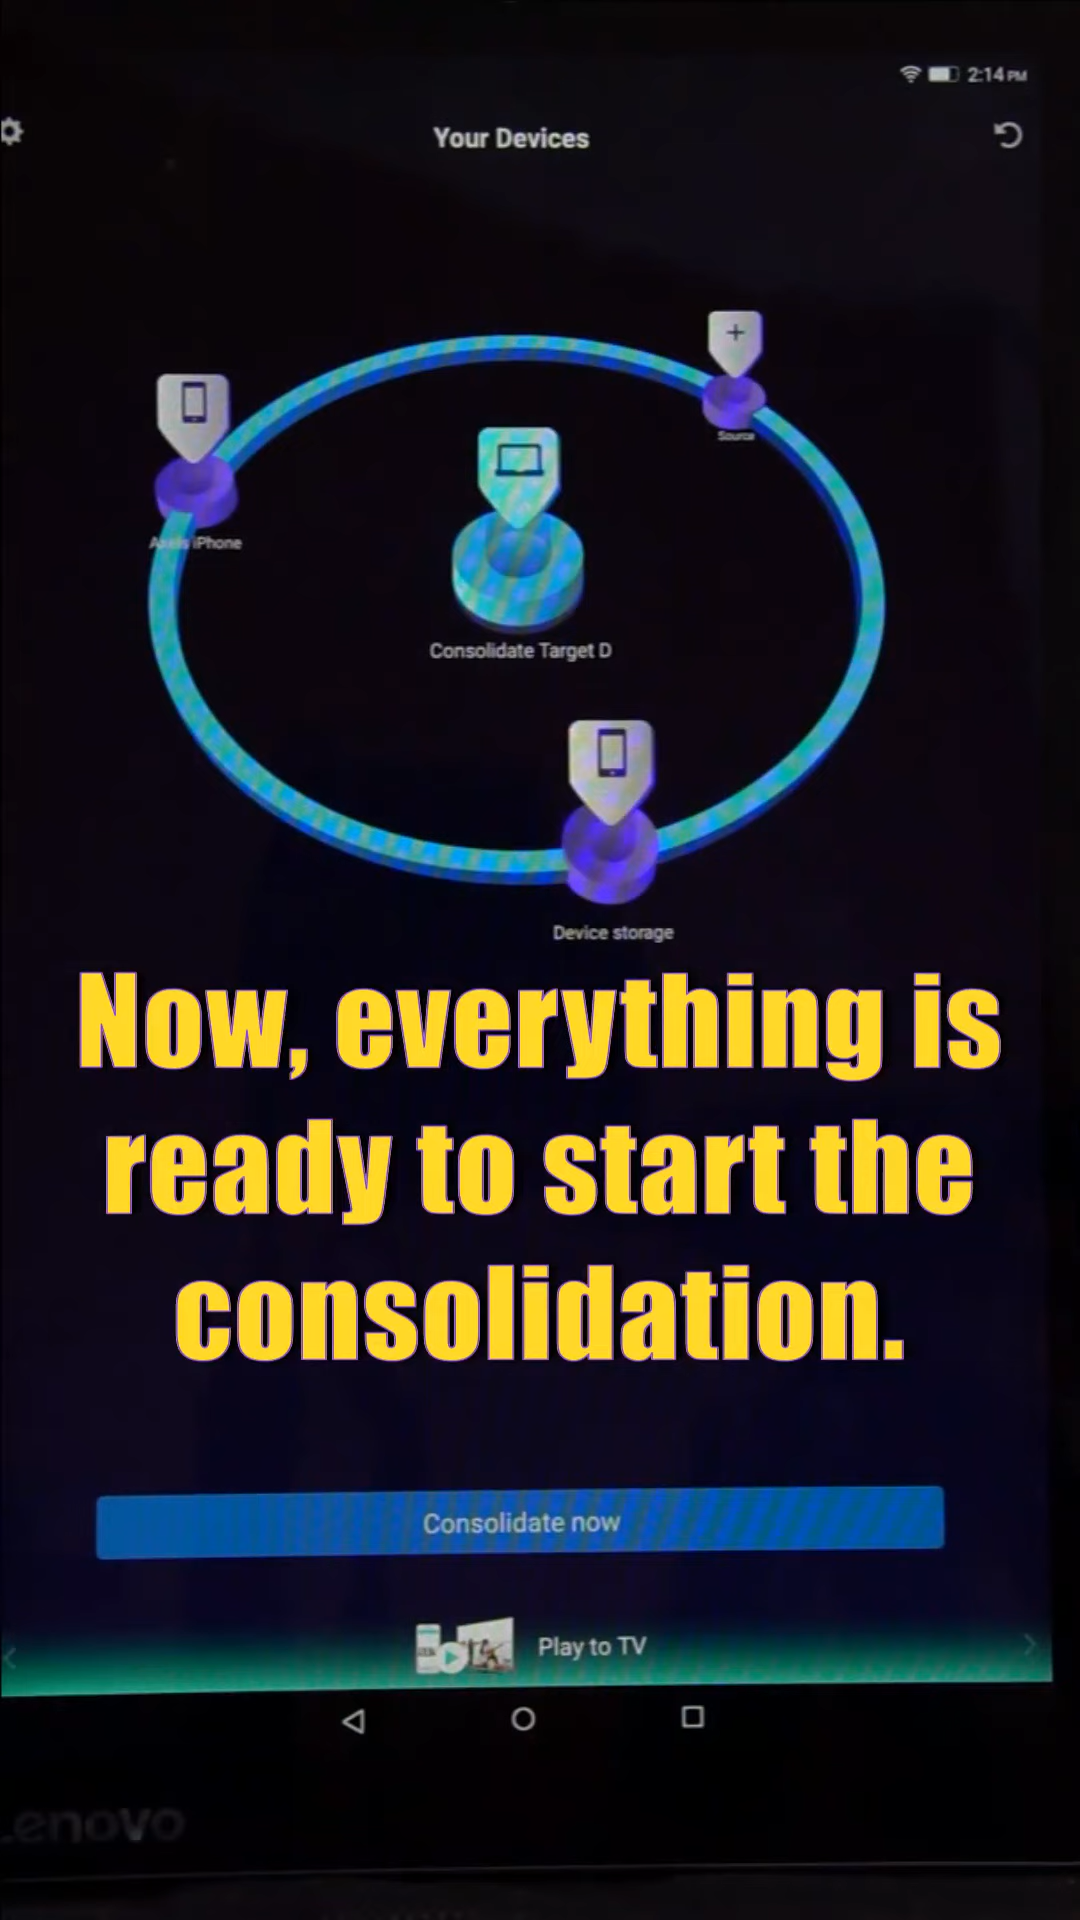 2:14 PM
Your Devices
Source
Axels iPhone
Consolidate Target D
Device storage
Now, everything is
ready to start the
consolidation.
Consolidate now
Play to TV
Lenovo